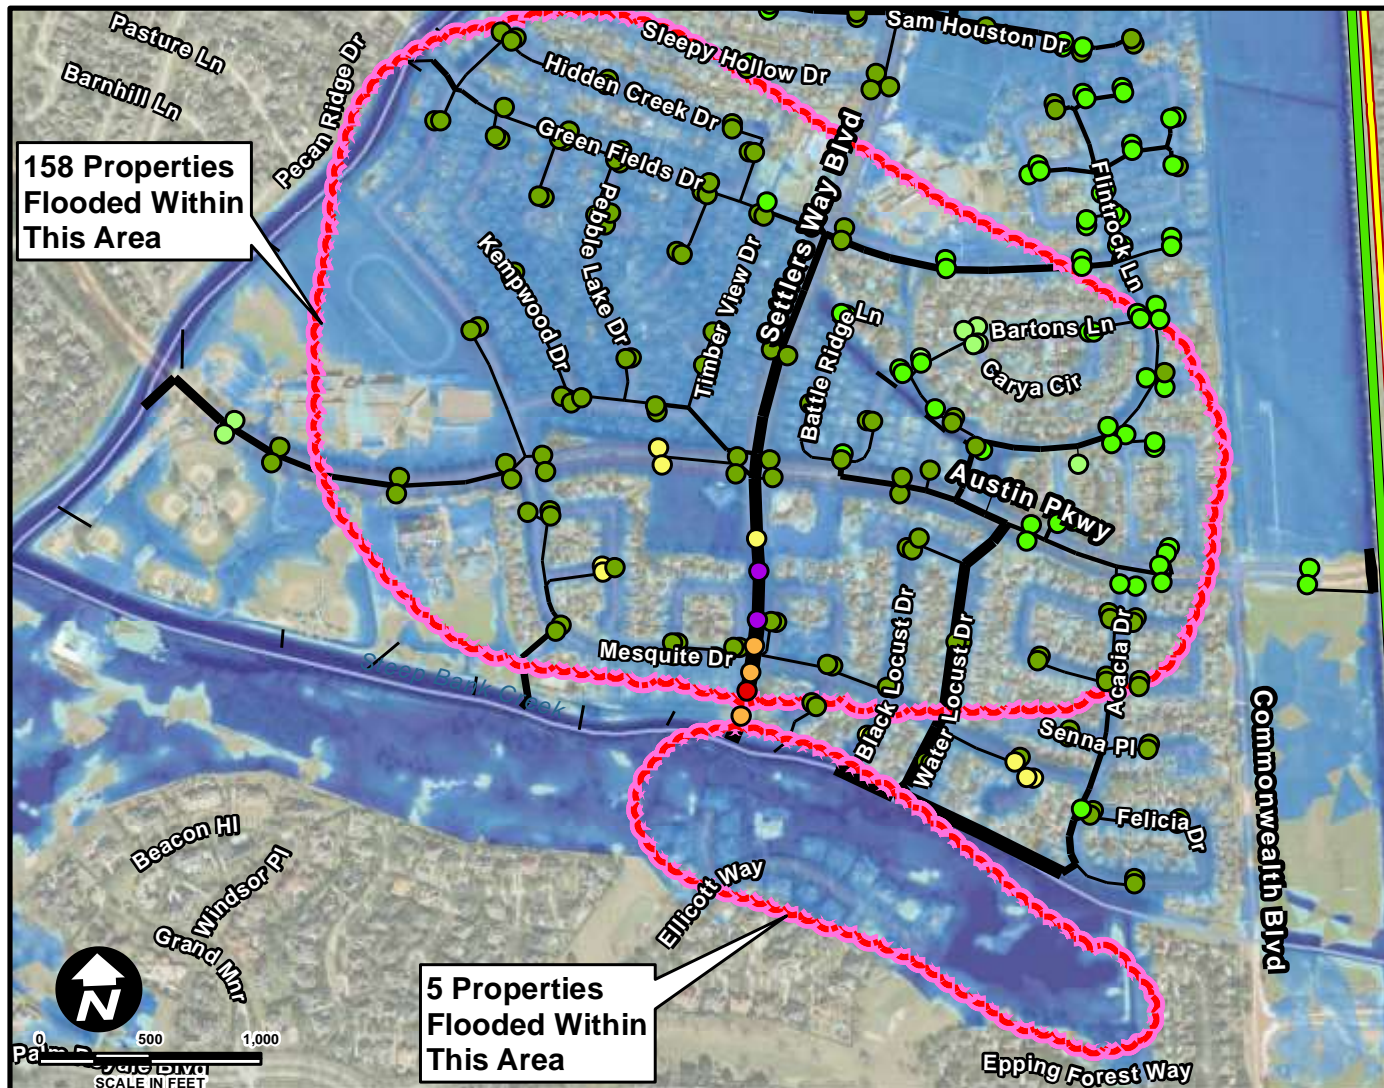 Pasture Ln
Barnhill Ln
Pecan Ridge Dr
Sleepy Hollow Dr
Sam Houston Dr
Hidden Creek Dr
Green Fields Dr
Settlers Way Blvd
Flintrock Ln
158 Properties
Flooded Within
This Area
Pebble Lake Dr
Kempwood Dr
Timber View Dr
Battle Ridge Ln
Bartons Ln
Carya Cir
Austin Pkwy
Mesquite Dr
Black Locust Dr
Water Locust Dr
Acacia Dr
Senna Pl
Felicia Dr
Commonwealth Blvd
Beacon Hl
Windsor Pl
Grand Mnr
Ellicott Way
5 Properties
Flooded Within
This Area
Epping Forest Way
N
0 500 1,000
SCALE IN FEET
Blvd